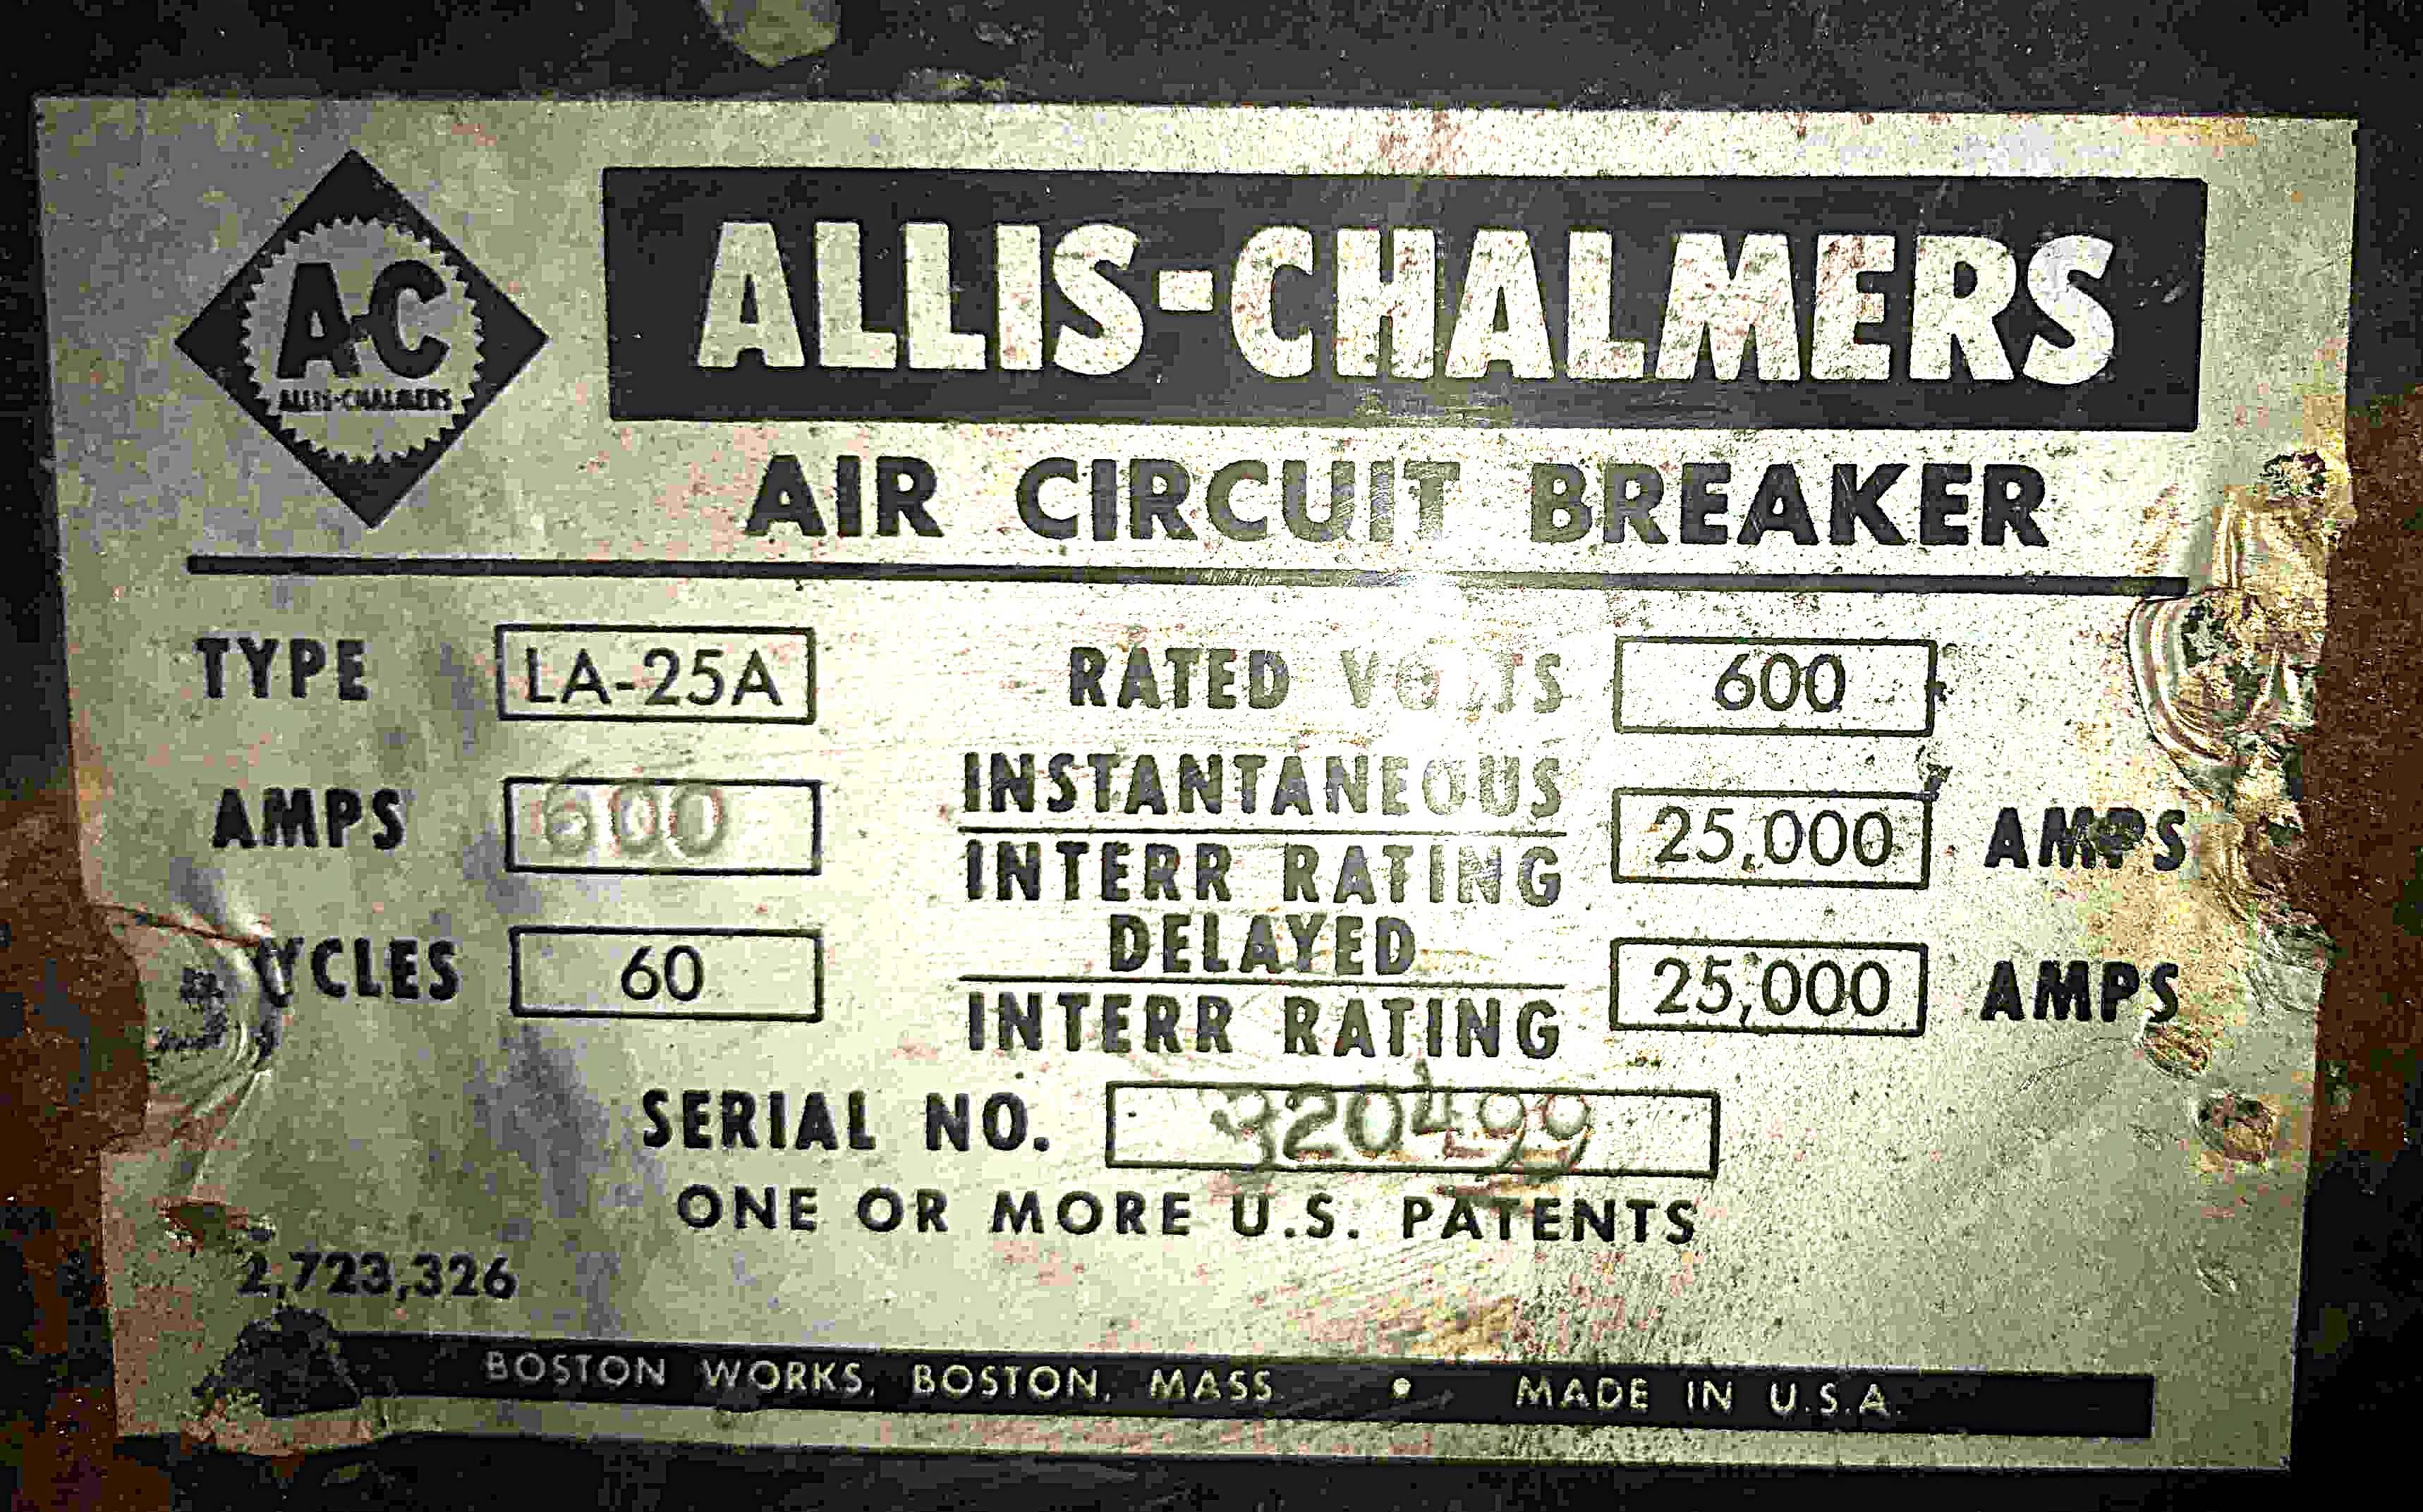 A-C
ALLIS-CHALMERS
ALLIS-CHALMERS
AIR CIRCUIT BREAKER
TYPE LA-25A RATED VOLTS 600
AMPS 600 INSTANTANEOUS
INTERR RATING 25,000 AMPS
CYCLES 60 DELAYED
INTERR RATING 25,000 AMPS
SERIAL NO. 320499
ONE OR MORE U.S. PATENTS
2,723,326
BOSTON WORKS, BOSTON, MASS. • MADE IN U.S.A.